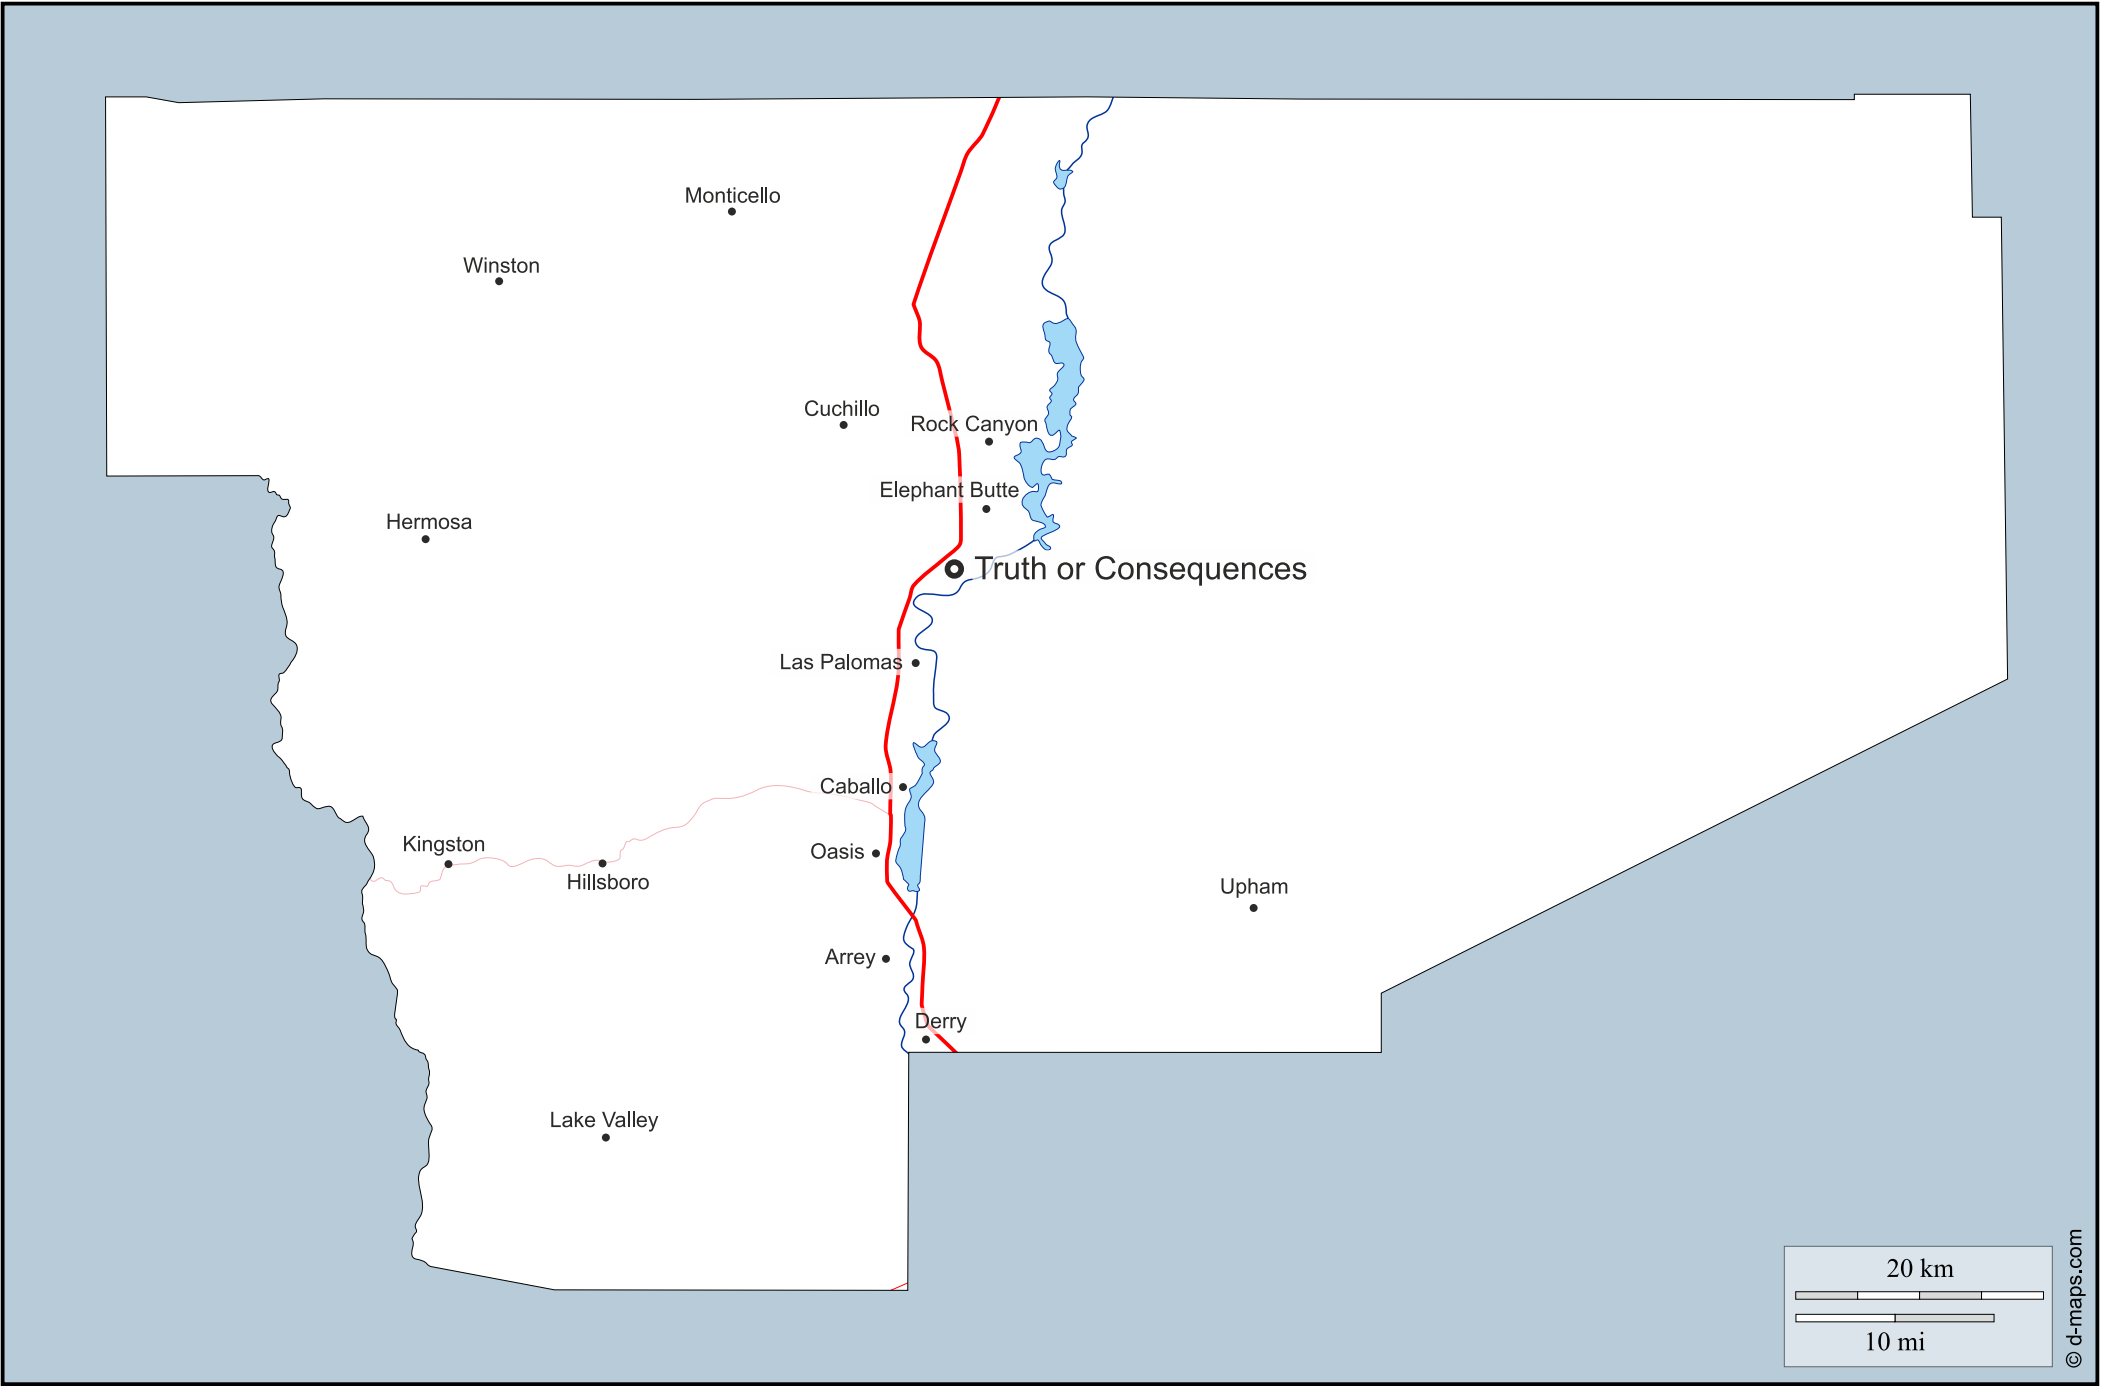 Monticello
Winston
Cuchillo
Rock Canyon
Elephant Butte
Hermosa
Truth or Consequences
Las Palomas
Caballo
Kingston
Oasis
Hillsboro
Upham
Arrey
Derry
Lake Valley
20 km
10 mi
© d-maps.com